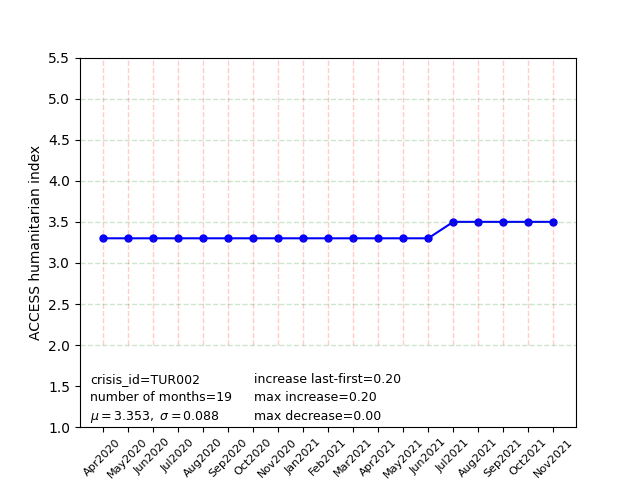 5.5
5.0
4.5
4.0
3.5
3.0
2.5
2.0
1.5
1.0
ACCESS humanitarian index
crisis_id=TUR002
number of months=19
μ=3.353, σ=0.088
increase last-first=0.20
max increase=0.20
max decrease=0.00
Apr2020
May2020
Jun2020
Jul2020
Aug2020
Sep2020
Oct2020
Nov2020
Jan2021
Feb2021
Mar2021
Apr2021
May2021
Jun2021
Jul2021
Aug2021
Sep2021
Oct2021
Nov2021